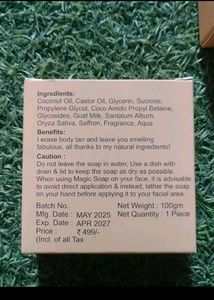 Ingredients:
Coconut Oil, Castor Oil, Glycerin, Sucrose,
Propylene Glycol, Coco Amido Propyl Betaine,
Glycosides, Goat Milk, Santalum Album,
Oryza Sativa, Saffron, Fragrance, Aqua
Benefits:
I erase body tan and leave you smelling
fabulous, all thanks to my natural ingredients!
Caution :
Do not leave the soap in water, Use a dish with
drain & lid to keep the soap as dry as possible.
When using Magic Soap on your face, it is advisable
to avoid direct application & instead, lather the soap
on your hand before applying it to your facial area.
Batch No. Net Weight : 100gm
Mfg. Date : MAY 2025 Net Quantity : 1 Piece
Exp. Date : APR 2027
Price : ₹ 499/-
(Incl. of all Tax